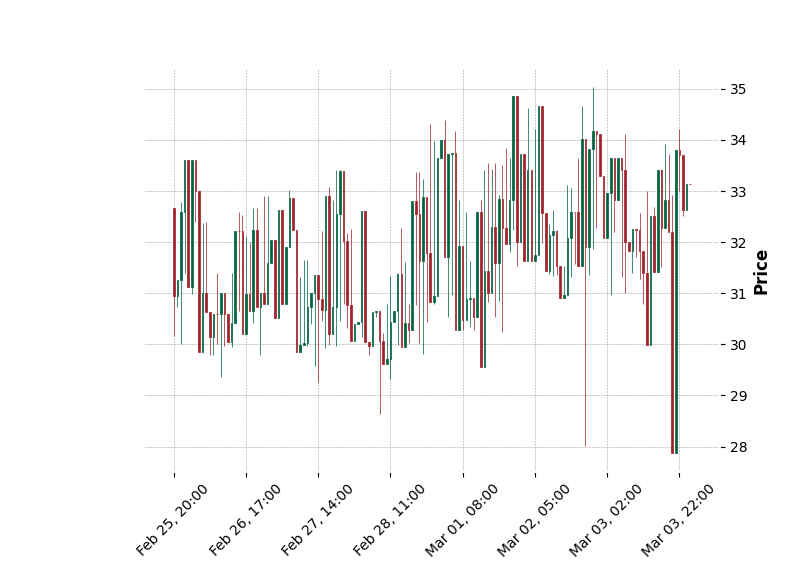 35
34
33
32
31
30
29
28
Price
Feb 25, 20:00
Feb 26, 17:00
Feb 27, 14:00
Feb 28, 11:00
Mar 01, 08:00
Mar 02, 05:00
Mar 03, 02:00
Mar 03, 22:00